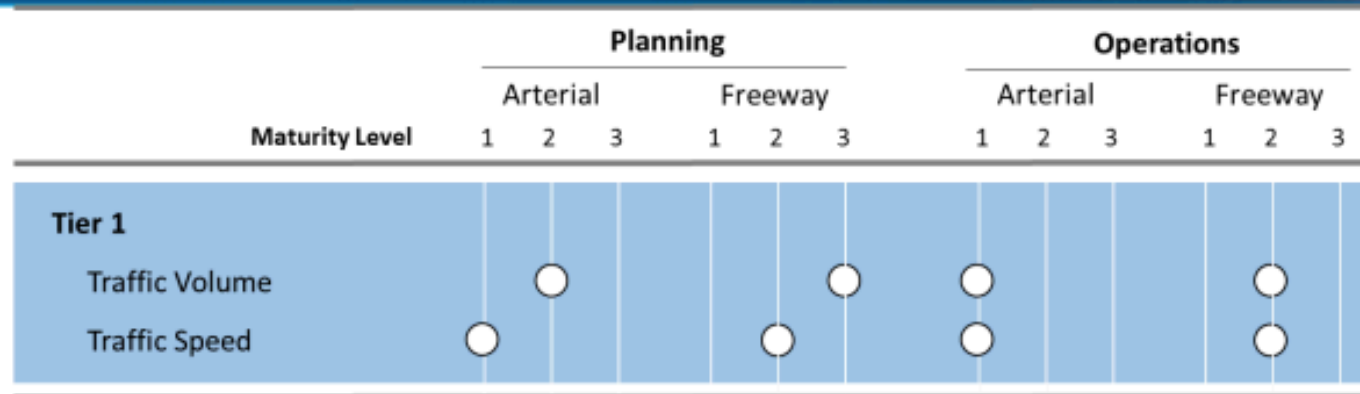 Planning Operations
Arterial Freeway Arterial Freeway
Maturity Level 1 2 3 1 2 3 1 2 3 1 2 3
Tier 1
Traffic Volume
Traffic Speed